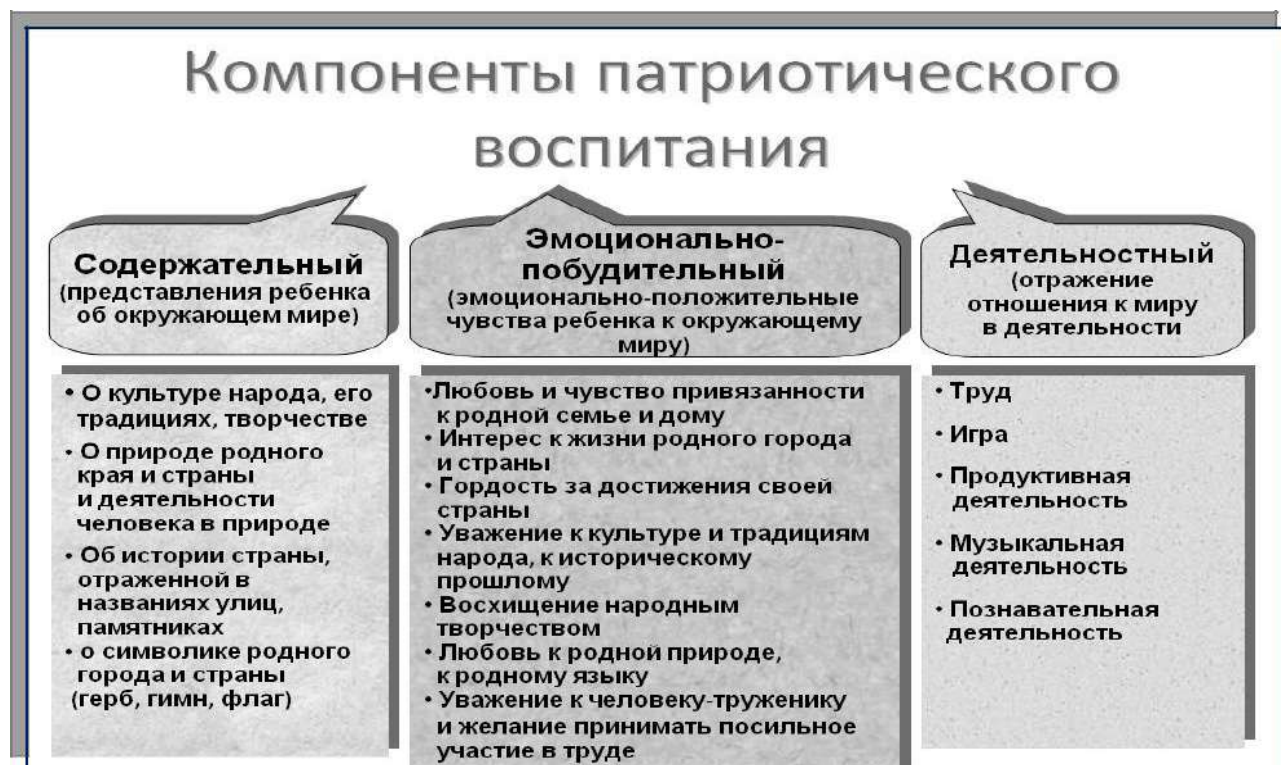 Компоненты патриотического
воспитания
Содержательный
(представления ребенка
об окружающем мире)
• О культуре народа, его
традициях, творчестве
• О природе родного
края и страны
и деятельности
человека в природе
• Об истории страны,
отраженной в
названиях улиц,
памятниках
• о символике родного
города и страны
(герб, гимн, флаг)
Эмоционально-
побудительный
(эмоционально-положительные
чувства ребенка к окружающему
миру)
•Любовь и чувство привязанности
к родной семье и дому
• Интерес к жизни родного города
и страны
• Гордость за достижения своей
страны
• Уважение к культуре и традициям
народа, к историческому
прошлому
• Восхищение народным
творчеством
• Любовь к родной природе,
к родному языку
• Уважение к человеку-труженику
и желание принимать посильное
участие в труде
Деятельностный
(отражение
отношения к миру
в деятельности
• Труд
• Игра
• Продуктивная
деятельность
• Музыкальная
деятельность
• Познавательная
деятельность